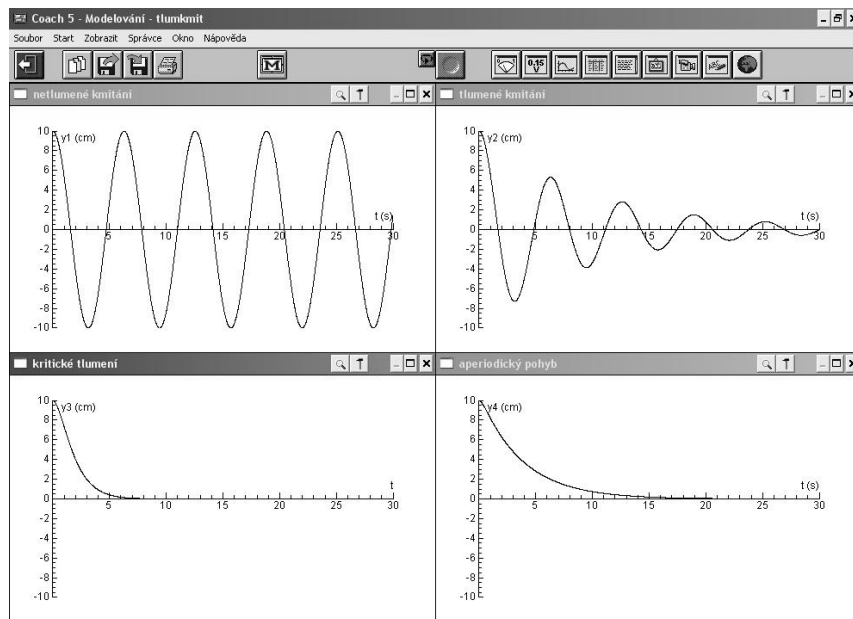 Coach 5 - Modelování - tlumkmit
Soubor Start Zobrazit Správce Okno Nápověda
M
0.15
V
netlumené kmitání
10
8
6
4
2
0
-2
-4
-6
-8
-10
y1 (cm)
t (s)
5 10 15 20 25 30
tlumené kmitání
10
8
6
4
2
0
-2
-4
-6
-8
-10
y2 (cm)
t (s)
5 10 15 20 25 30
kritické tlumení
10
8
6
4
2
0
-2
-4
-6
-8
-10
y3 (cm)
t
5 10 15 20 25 30
aperiodický pohyb
10
8
6
4
2
0
-2
-4
-6
-8
-10
y4 (cm)
t (s)
5 10 15 20 25 30